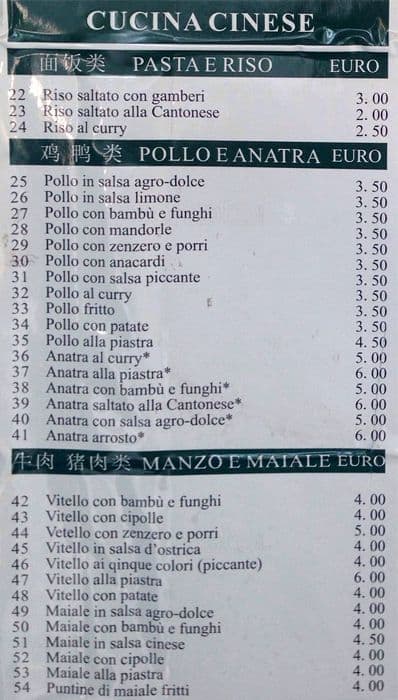 CUCINA CINESE
面饭类 PASTA E RISO EURO
22 Riso saltato con gamberi 3. 00
23 Riso saltato alla Cantonese 2. 00
24 Riso al curry 2. 50
鸡 鸭 类 POLLO E ANATRA EURO
25 Pollo in salsa agro-dolce 3. 50
26 Pollo in salsa limone 3. 50
27 Pollo con bambù e funghi 3. 50
28 Pollo con mandorle 3. 50
29 Pollo con zenzero e porri 3. 50
30 Pollo con anacardi 3. 50
31 Pollo con salsa piccante 3. 50
32 Pollo al curry 3. 50
33 Pollo fritto 3. 50
34 Pollo con patate 3. 50
35 Pollo alla piastra 4. 50
36 Anatra al curry* 5. 00
37 Anatra alla piastra* 6. 00
38 Anatra con bambù e funghi* 5. 00
39 Anatra saltato alla Cantonese* 6. 00
40 Anatra con salsa agro-dolce* 5. 00
41 Anatra arrosto* 6. 00
牛肉 猪肉类 MANZO E MAIALE EURO
42 Vitello con bambù e funghi 4. 00
43 Vitello con cipolle 4. 00
44 Vetello con zenzero e porri 5. 00
45 Vitello in salsa d'ostrica 4. 00
46 Vitello ai qinque colori (piccante) 4. 00
47 Vitello alla piastra 6. 00
48 Vitello con patate 4. 00
49 Maiale in salsa agro-dolce 4. 00
50 Maiale con bambù e funghi 4. 00
51 Maiale in salsa cinese 4. 50
52 Maiale con cipolle 4. 00
53 Maiale alla piastra 4. 00
54 Puntine di maiale fritti 4. 00